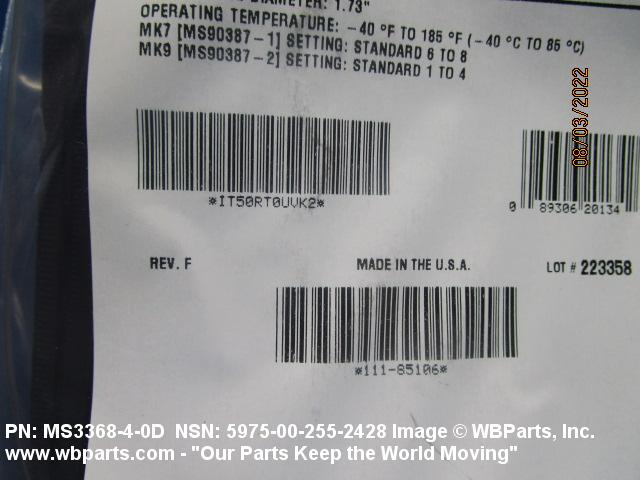 DIAMETER: 1.73"
OPERATING TEMPERATURE: -40 °F TO 185 °F (-40 °C TO 85 °C)
MK7 [MS90387-1] SETTING: STANDARD 6 TO 8
MK9 [MS90387-2] SETTING: STANDARD 1 TO 4
08/03/2022
*IT50RT0UVK2*
0 89306 20134
REV. F MADE IN THE U.S.A. LOT # 223358
*111-85106*
PN: MS3368-4-0D NSN: 5975-00-255-2428 Image © WBParts, Inc.
www.wbparts.com - "Our Parts Keep the World Moving"